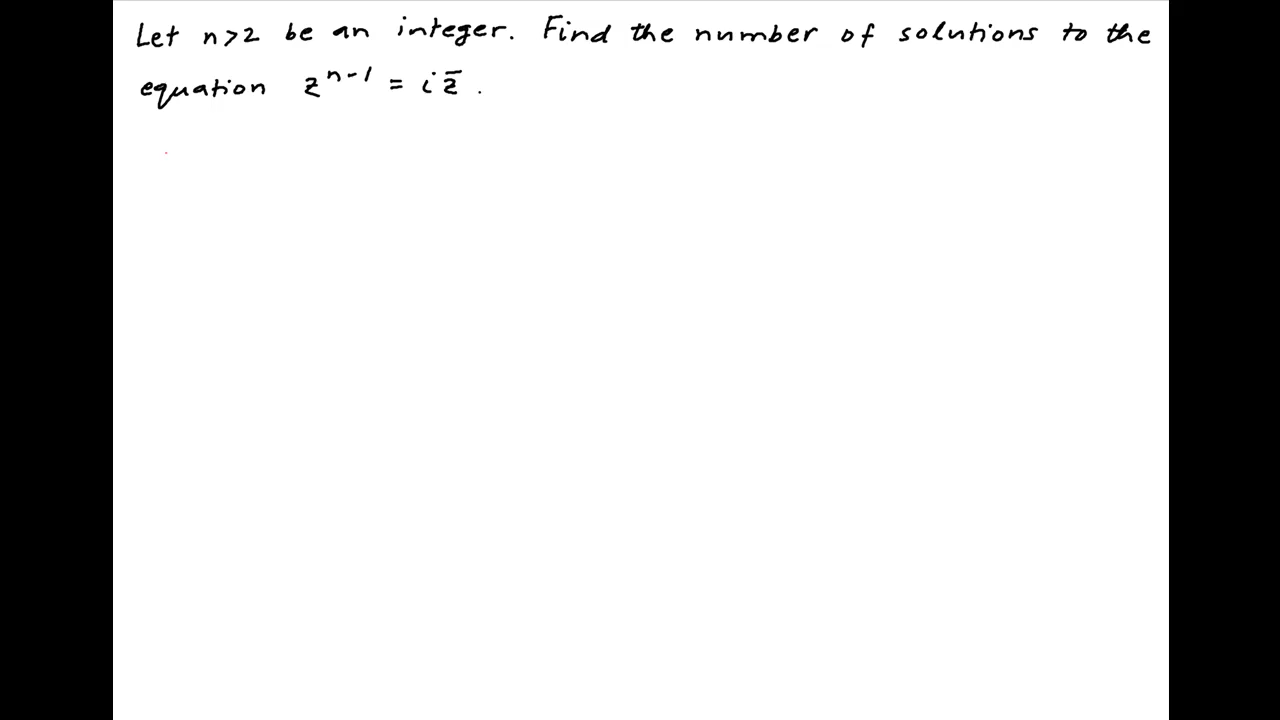 Let n>2 be an integer. Find the number of solutions to the
equation z^{n-1} = i z̄ .